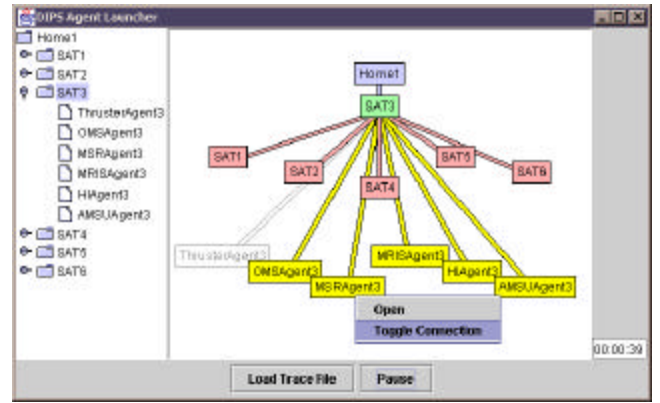 DIPS Agent Launcher
Home1
SAT1
SAT2
SAT3
ThrusterAgent3
OMSAgent3
MSRAgent3
MRISAgent3
HIAgent3
AMSUAgent3
SAT4
SAT5
SAT6
Home1
SAT3
SAT1
SAT2
SAT5
SAT6
SAT4
ThrusterAgent3
MRISAgent3
OMSAgent3
HIAgent3
MSRAgent3
AMSUAgent3
Open
Toggle Connection
00:00:39
Load Trace File
Pause